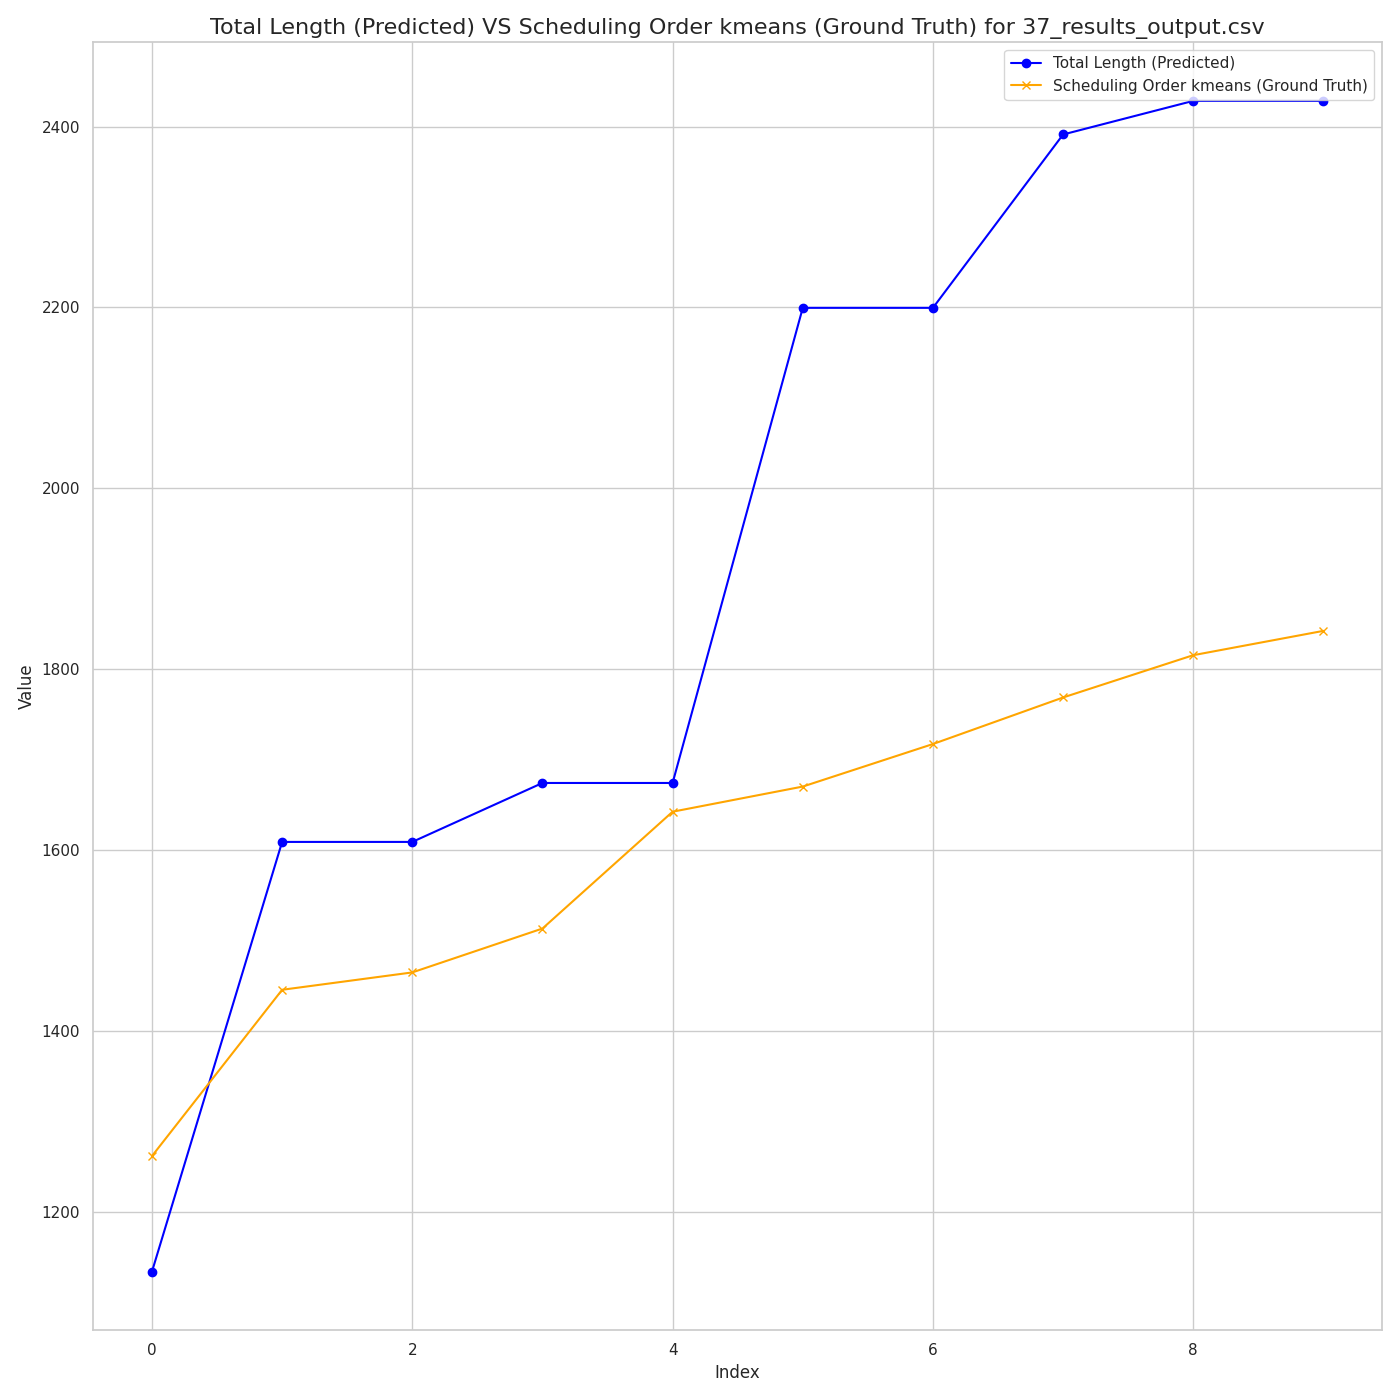 Total Length (Predicted) VS Scheduling Order kmeans (Ground Truth) for 37_results_output.csv
Total Length (Predicted)
Scheduling Order kmeans (Ground Truth)
2400
2200
2000
1800
1600
1400
1200
Value
0 2 4 6 8
Index